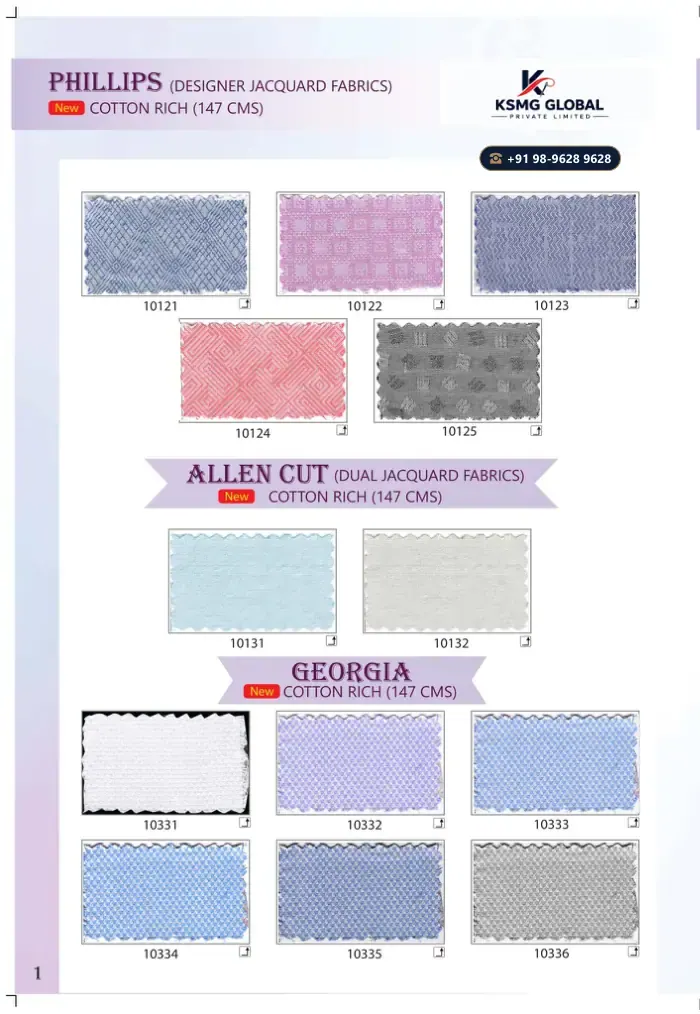 PHILLIPS (DESIGNER JACQUARD FABRICS)
New COTTON RICH (147 CMS)
KSMG GLOBAL
PRIVATE LIMITED
+91 98-9628 9628
10121 10122 10123
10124 10125
ALLEN CUT (DUAL JACQUARD FABRICS)
New COTTON RICH (147 CMS)
10131 10132
GEORGIA
New COTTON RICH (147 CMS)
10331 10332 10333
10334 10335 10336
1